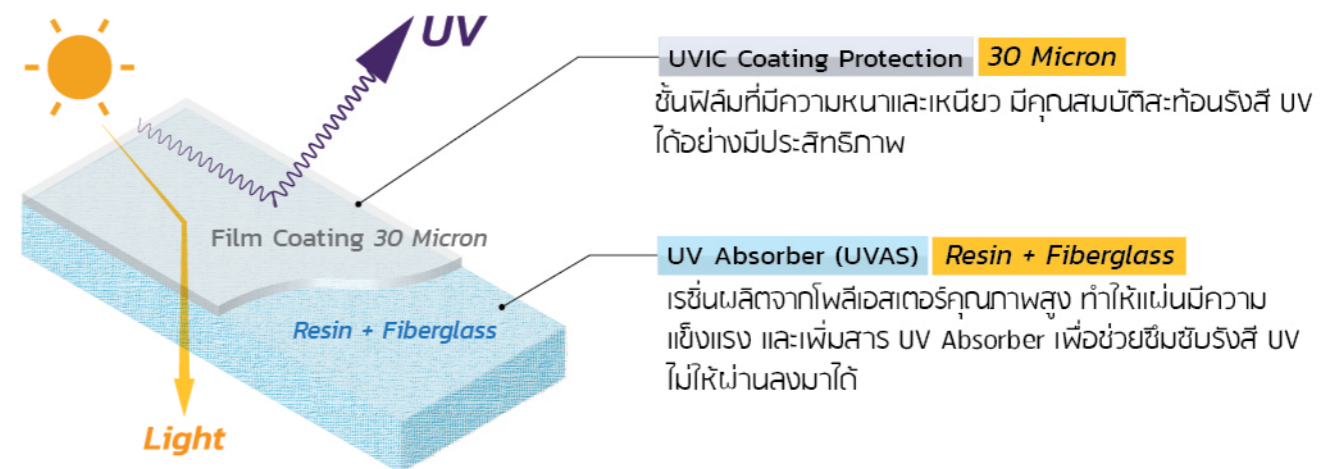 UV
UVIC Coating Protection 30 Micron
ชั้นฟิล์มที่มีความหนาและเหนียว มีคุณสมบัติสะท้อนรังสี UV
ได้อย่างมีประสิทธิภาพ
Film Coating 30 Micron
UV Absorber (UVAS) Resin + Fiberglass
เรซิ่นผลิตจากโพลีเอสเตอร์คุณภาพสูง ทำให้แผ่นมีความ
แข็งแรง และเพิ่มสาร UV Absorber เพื่อช่วยซึมซับรังสี UV
ไม่ให้ผ่านลงมาได้
Resin + Fiberglass
Light